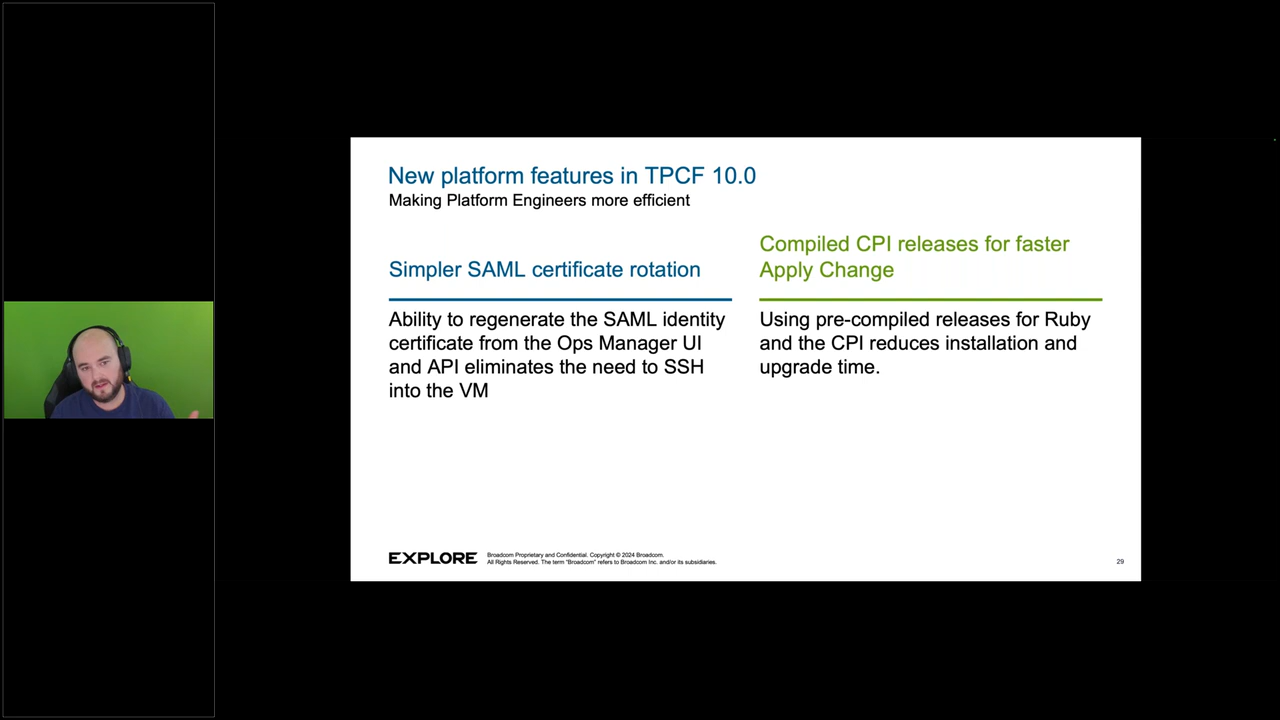 New platform features in TPCF 10.0
Making Platform Engineers more efficient
Simpler SAML certificate rotation
Ability to regenerate the SAML identity
certificate from the Ops Manager UI
and API eliminates the need to SSH
into the VM
Compiled CPI releases for faster
Apply Change
Using pre-compiled releases for Ruby
and the CPI reduces installation and
upgrade time.
EXPLORE
Broadcom Proprietary and Confidential. Copyright © 2024 Broadcom.
All Rights Reserved. The term “Broadcom” refers to Broadcom Inc. and/or its subsidiaries.
29